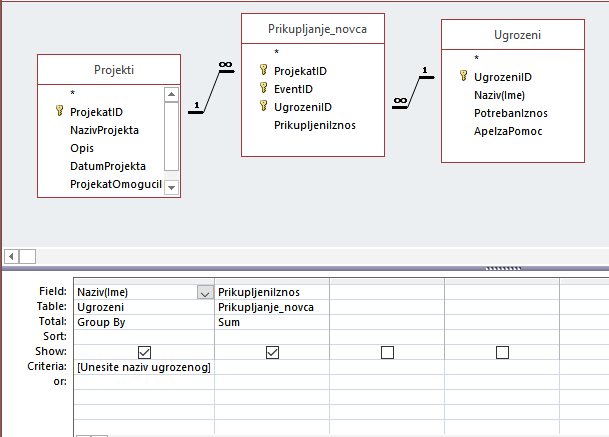 Projekti
*
ProjekatID
NazivProjekta
Opis
DatumProjekta
ProjekatOmogucil
1
∞
Prikupljanje_novca
*
ProjekatID
EventID
UgrozeniID
PrikupljeniIznos
∞
1
Ugrozeni
*
UgrozeniID
Naziv(Ime)
PotrebanIznos
ApelZaPomoc
Field: Naziv(Ime) PrikupljeniIznos
Table: Ugrozeni Prikupljanje_novca
Total: Group By Sum
Sort:
Show:
Criteria: [Unesite naziv ugrozenog]
or: